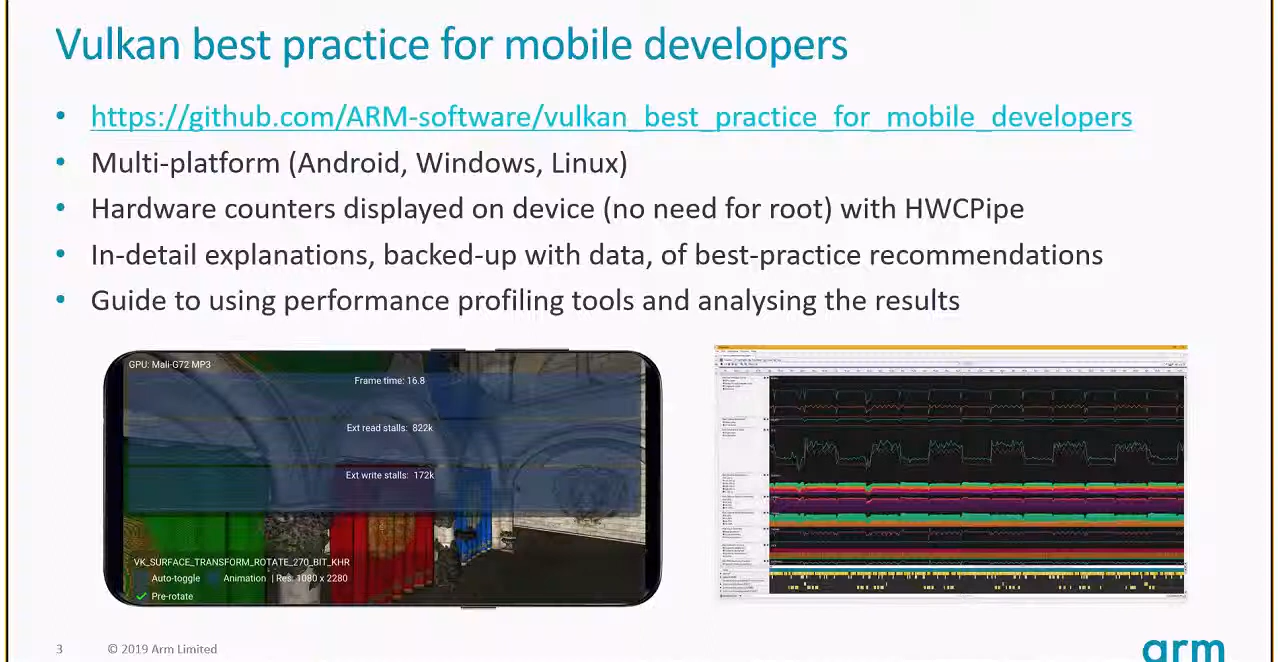 Vulkan best practice for mobile developers
• https://github.com/ARM-software/vulkan_best_practice_for_mobile_developers
• Multi-platform (Android, Windows, Linux)
• Hardware counters displayed on device (no need for root) with HWCPipe
• In-detail explanations, backed-up with data, of best-practice recommendations
• Guide to using performance profiling tools and analysing the results
GPU: Mali-G72 MP3
Frame time: 16.8
Ext read stalls: 822k
Ext write stalls: 172k
VK_SURFACE_TRANSFORM_ROTATE_270_BIT_KHR
Auto-toggle Animation | Res: 1080 x 2280
Pre-rotate
3 © 2019 Arm Limited
arm